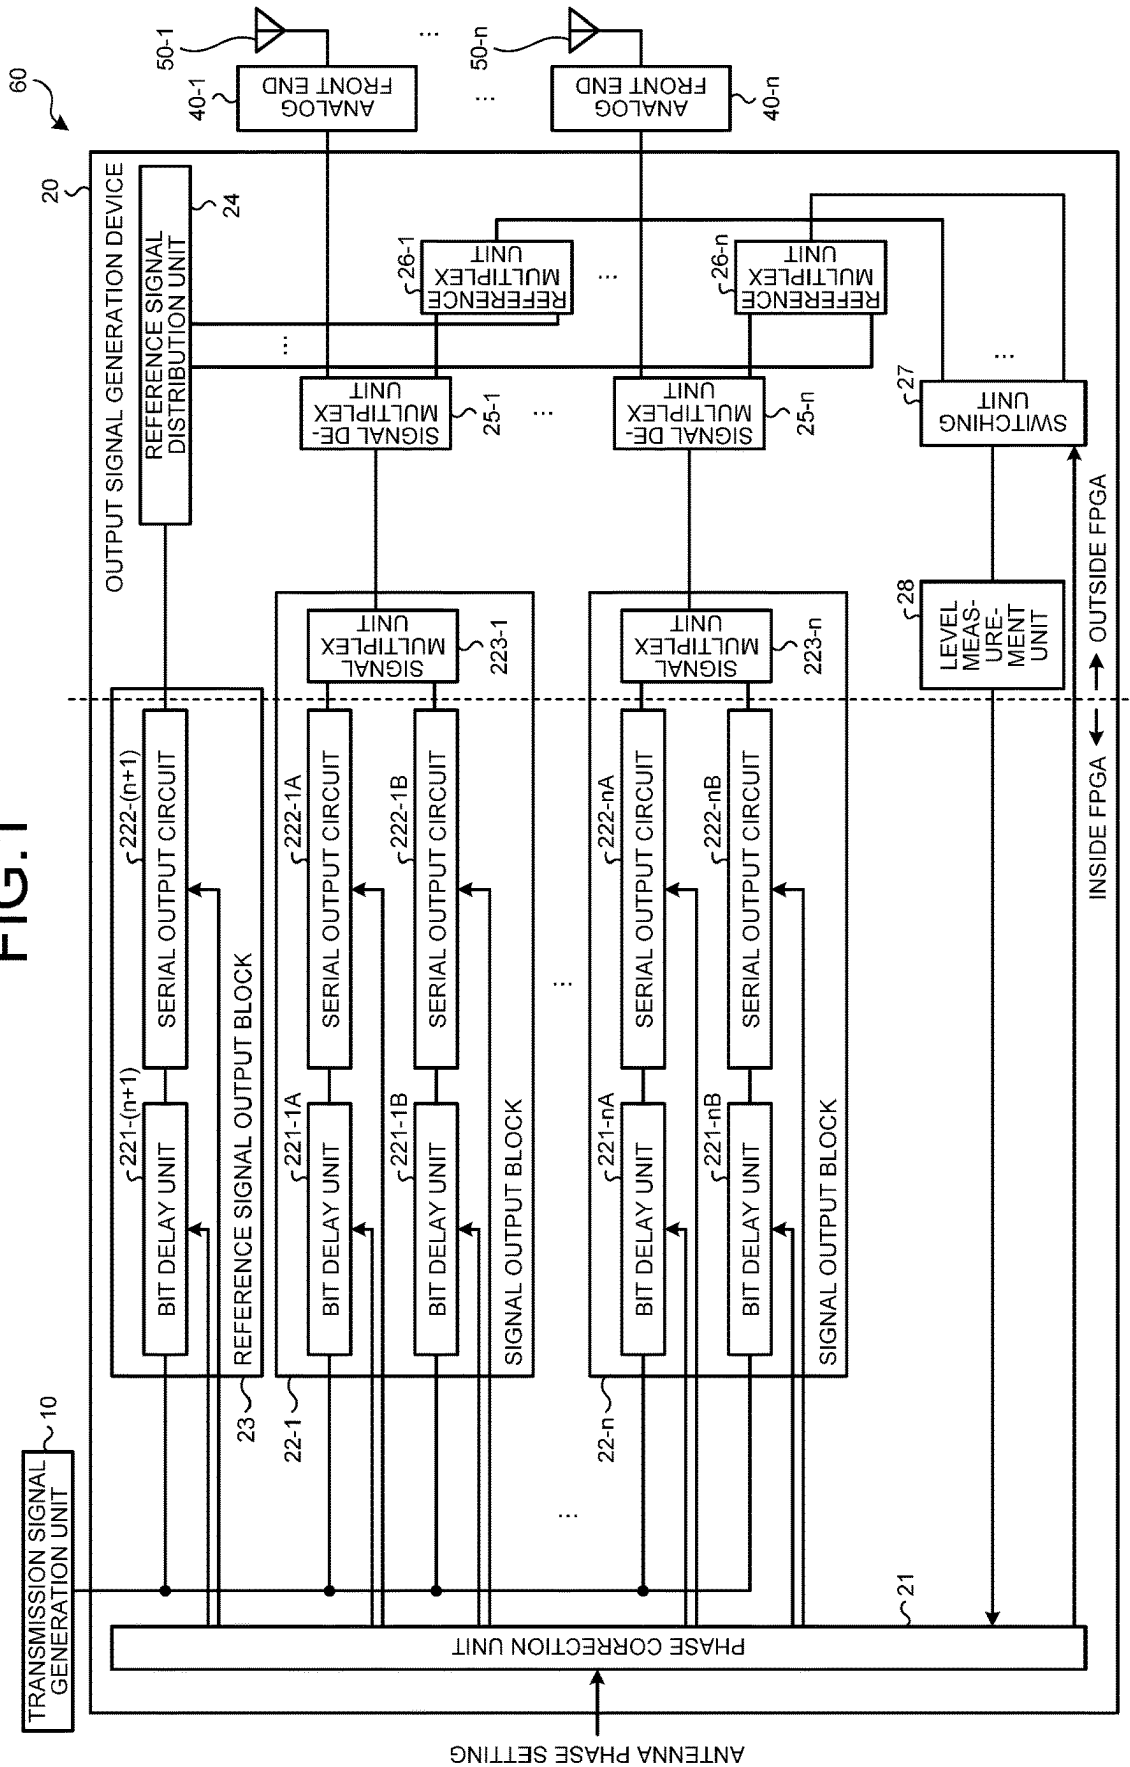 FIG.1
60
TRANSMISSION SIGNAL
GENERATION UNIT
10
20
OUTPUT SIGNAL GENERATION DEVICE
ANTENNA PHASE SETTING
PHASE CORRECTION UNIT
21
23
REFERENCE SIGNAL OUTPUT BLOCK
221-(n+1)
BIT DELAY UNIT
222-(n+1)
SERIAL OUTPUT CIRCUIT
REFERENCE SIGNAL
DISTRIBUTION UNIT
24
22-1
SIGNAL OUTPUT BLOCK
221-1A
BIT DELAY UNIT
222-1A
SERIAL OUTPUT CIRCUIT
221-1B
BIT DELAY UNIT
222-1B
SERIAL OUTPUT CIRCUIT
SIGNAL
MULTIPLEX
UNIT
223-1
SIGNAL DE-
MULTIPLEX
UNIT
25-1
REFERENCE
MULTIPLEX
UNIT
26-1
ANALOG
FRONT END
40-1
50-1
...
...
...
...
...
...
...
...
22-n
SIGNAL OUTPUT BLOCK
221-nA
BIT DELAY UNIT
222-nA
SERIAL OUTPUT CIRCUIT
221-nB
BIT DELAY UNIT
222-nB
SERIAL OUTPUT CIRCUIT
SIGNAL
MULTIPLEX
UNIT
223-n
SIGNAL DE-
MULTIPLEX
UNIT
25-n
REFERENCE
MULTIPLEX
UNIT
26-n
ANALOG
FRONT END
40-n
50-n
28
LEVEL
MEAS-
URE-
MENT
UNIT
27
SWITCHING
UNIT
INSIDE FPGA
OUTSIDE FPGA